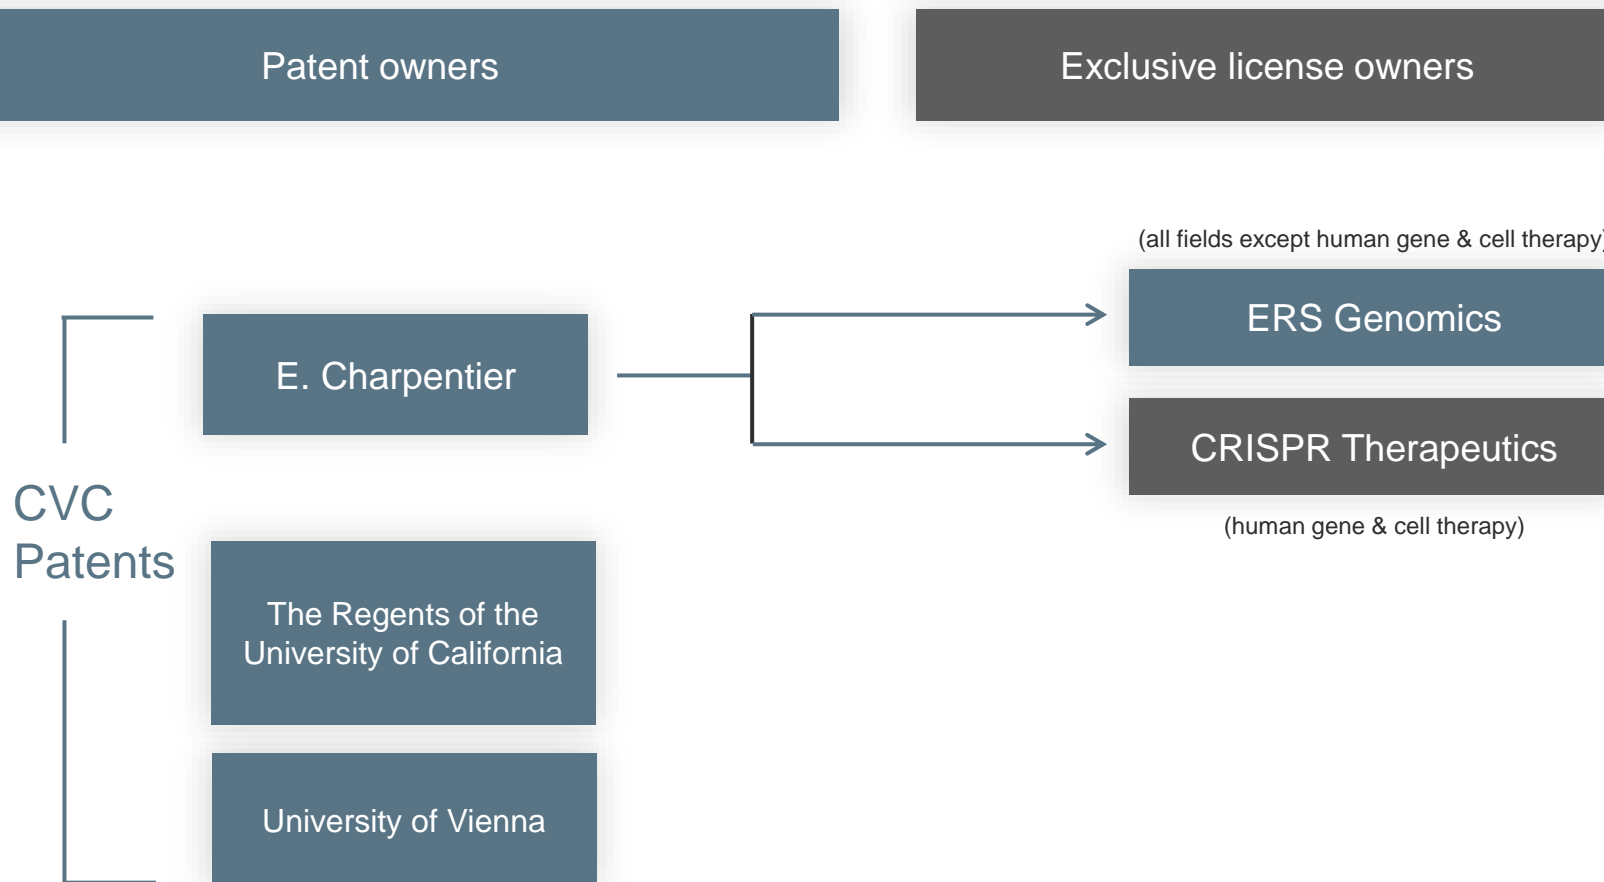 Patent owners
Exclusive license owners
(all fields except human gene & cell therapy)
ERS Genomics
E. Charpentier
CRISPR Therapeutics
(human gene & cell therapy)
CVC
Patents
The Regents of the
University of California
University of Vienna